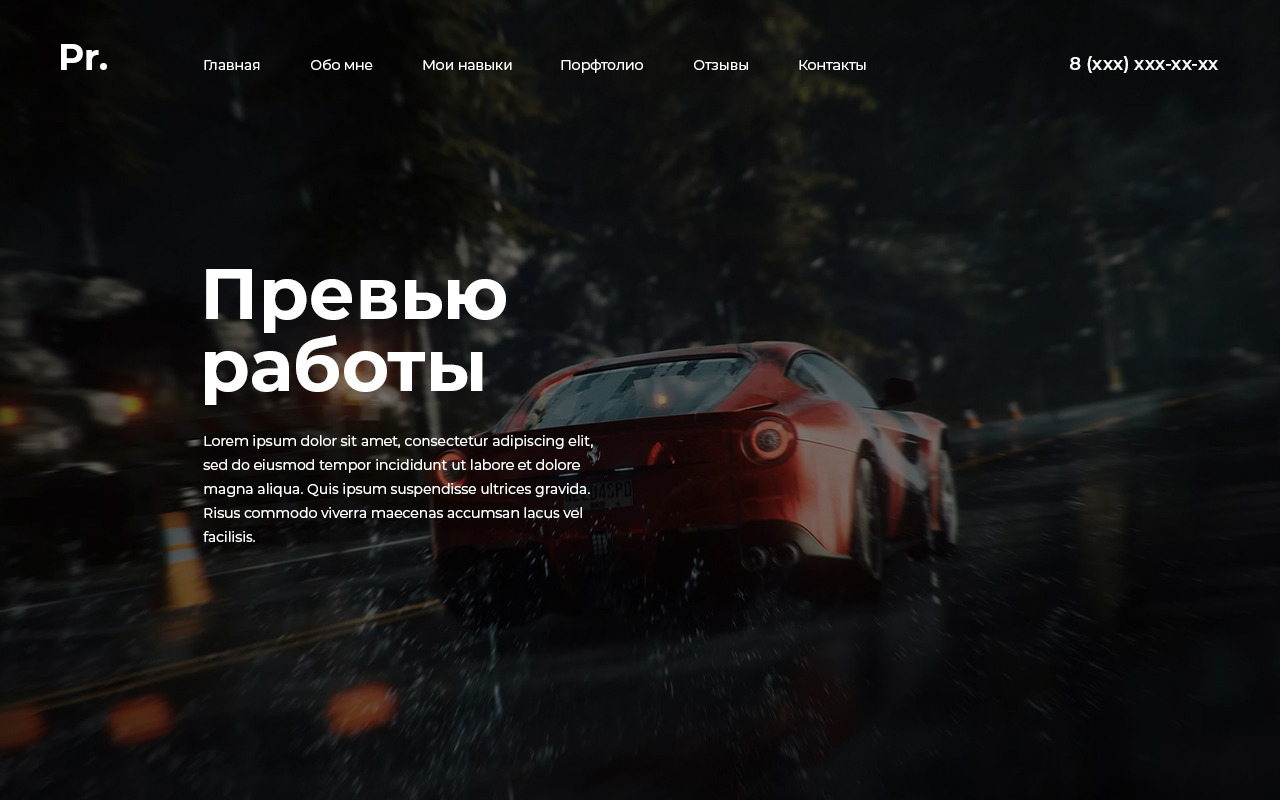 Pr.
Главная
Обо мне
Мои навыки
Порфтолио
Отзывы
Контакты
8 (xxx) xxx-xx-xx
Превью
работы
Lorem ipsum dolor sit amet, consectetur adipiscing elit,
sed do eiusmod tempor incididunt ut labore et dolore
magna aliqua. Quis ipsum suspendisse ultrices gravida.
Risus commodo viverra maecenas accumsan lacus vel
facilisis.